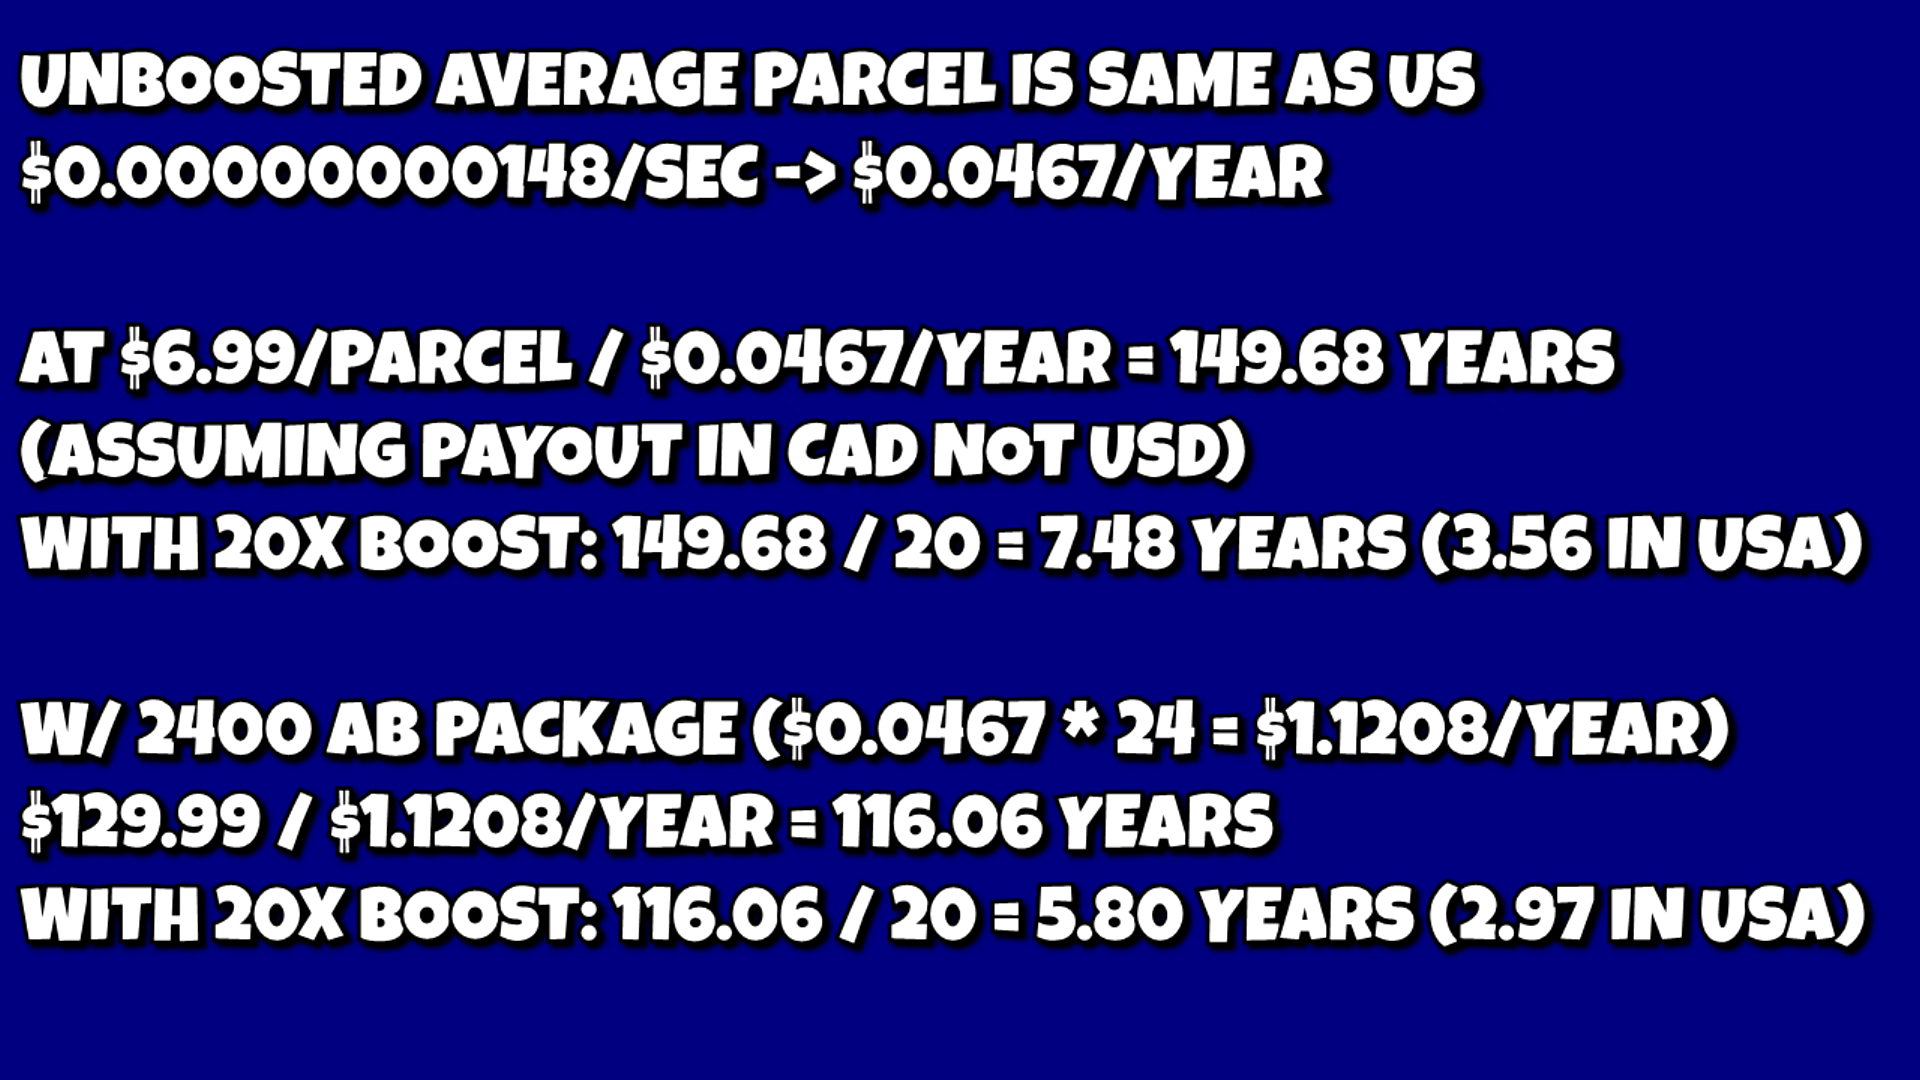 UNBOOSTED AVERAGE PARCEL IS SAME AS US
$0.00000000148/SEC -> $0.0467/YEAR
AT $6.99/PARCEL / $0.0467/YEAR = 149.68 YEARS
(ASSUMING PAYOUT IN CAD NOT USD)
WITH 20X BOOST: 149.68 / 20 = 7.48 YEARS (3.56 IN USA)
W/ 2400 AB PACKAGE ($0.0467 * 24 = $1.1208/YEAR)
$129.99 / $1.1208/YEAR = 116.06 YEARS
WITH 20X BOOST: 116.06 / 20 = 5.80 YEARS (2.97 IN USA)